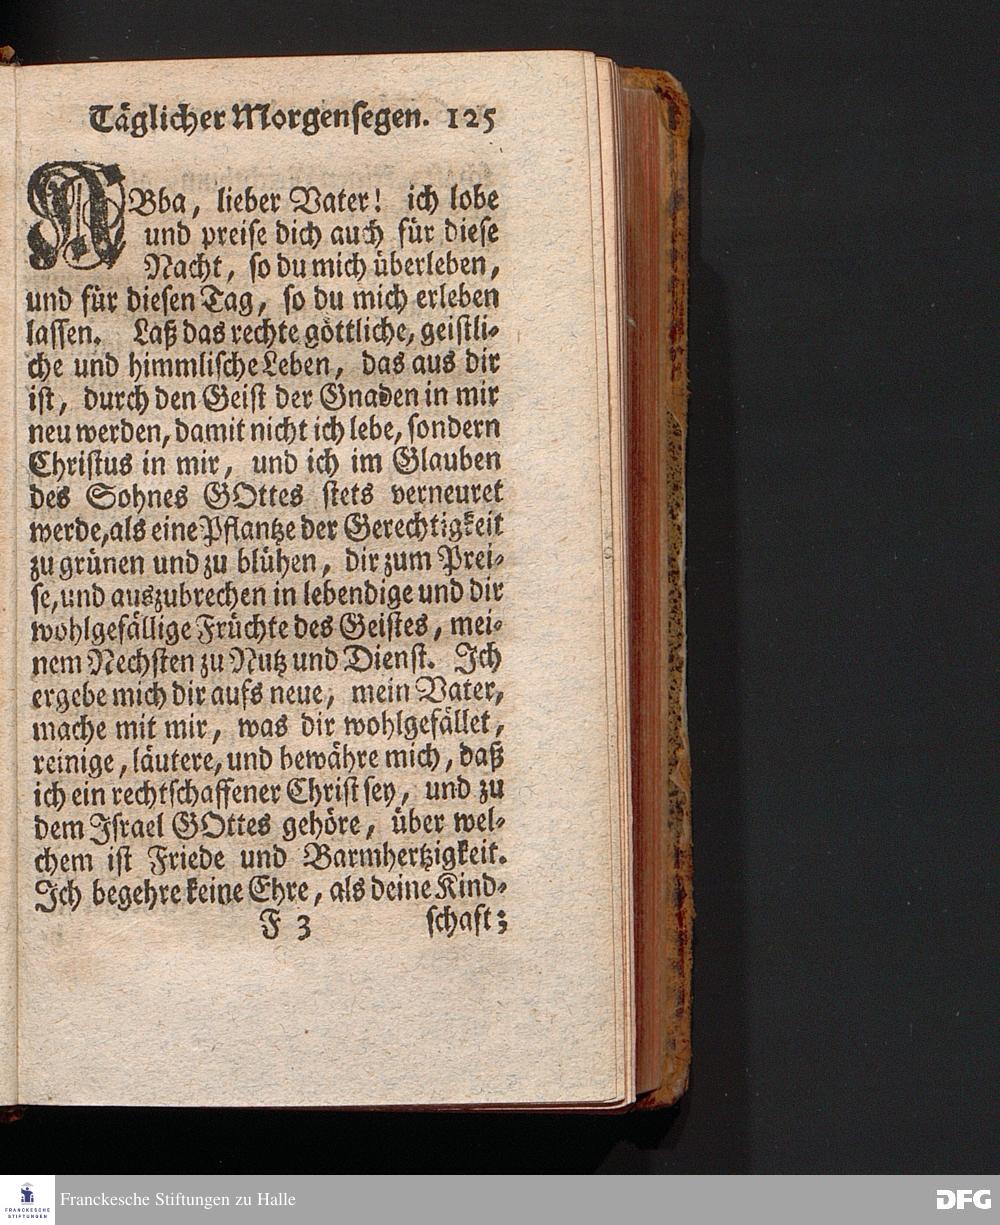 Täglicher Morgensegen. 125
ABba, lieber Vater! ich lobe
und preise dich auch für diese
Nacht, so du mich überleben,
und für diesen Tag, so du mich erleben
lassen. Laß das rechte göttliche, geistli-
che und himmlische Leben, das aus dir
ist, durch den Geist der Gnaden in mir
neu werden, damit nicht ich lebe, sondern
Christus in mir, und ich im Glauben
des Sohnes GOttes stets verneuret
werde, als eine Pflantze der Gerechtigkeit
zu grünen und zu blühen, dir zum Prei-
se, und auszubrechen in lebendige und dir
wohlgefällige Früchte des Geistes, mei-
nem Nechsten zu Nutz und Dienst. Ich
ergebe mich dir aufs neue, mein Vater,
mache mit mir, was dir wohlgefället,
reinige, läutere, und bewähre mich, daß
ich ein rechtschaffener Christ sey, und zu
dem Israel GOttes gehöre, über wel-
chem ist Friede und Barmhertzigkeit.
Ich begehre keine Ehre, als deine Kind-
F 3 schaft;
FRANCKESCHE STIFTUNGEN
Franckesche Stiftungen zu Halle
DFG